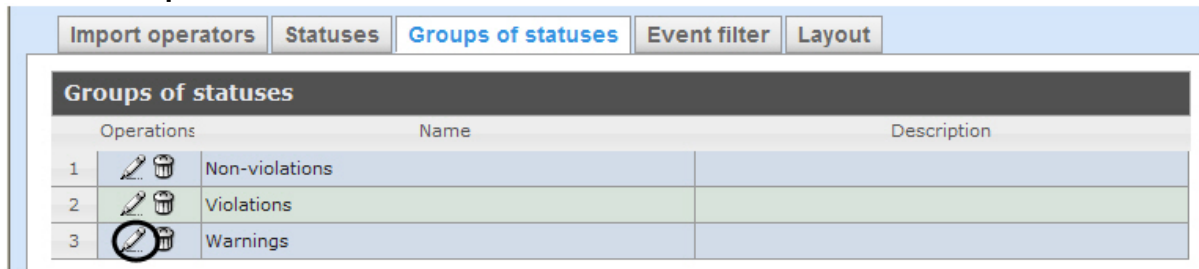 Import operators Statuses Groups of statuses Event filter Layout
Groups of statuses
Operations Name Description
1 Non-violations
2 Violations
3 Warnings